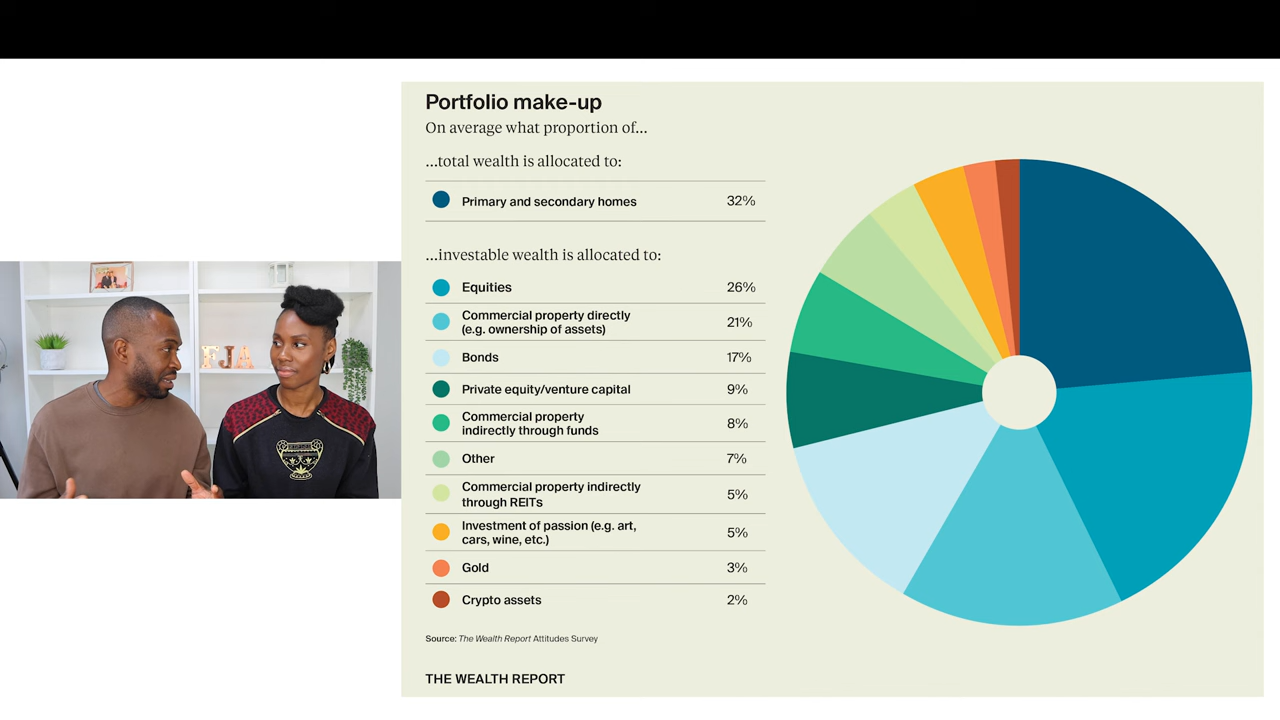 Portfolio make-up
On average what proportion of...
...total wealth is allocated to:
Primary and secondary homes 32%
...investable wealth is allocated to:
Equities 26%
Commercial property directly
(e.g. ownership of assets) 21%
Bonds 17%
Private equity/venture capital 9%
Commercial property
indirectly through funds 8%
Other 7%
Commercial property indirectly
through REITs 5%
Investment of passion (e.g. art,
cars, wine, etc.) 5%
Gold 3%
Crypto assets 2%
Source: The Wealth Report Attitudes Survey
THE WEALTH REPORT
FJA